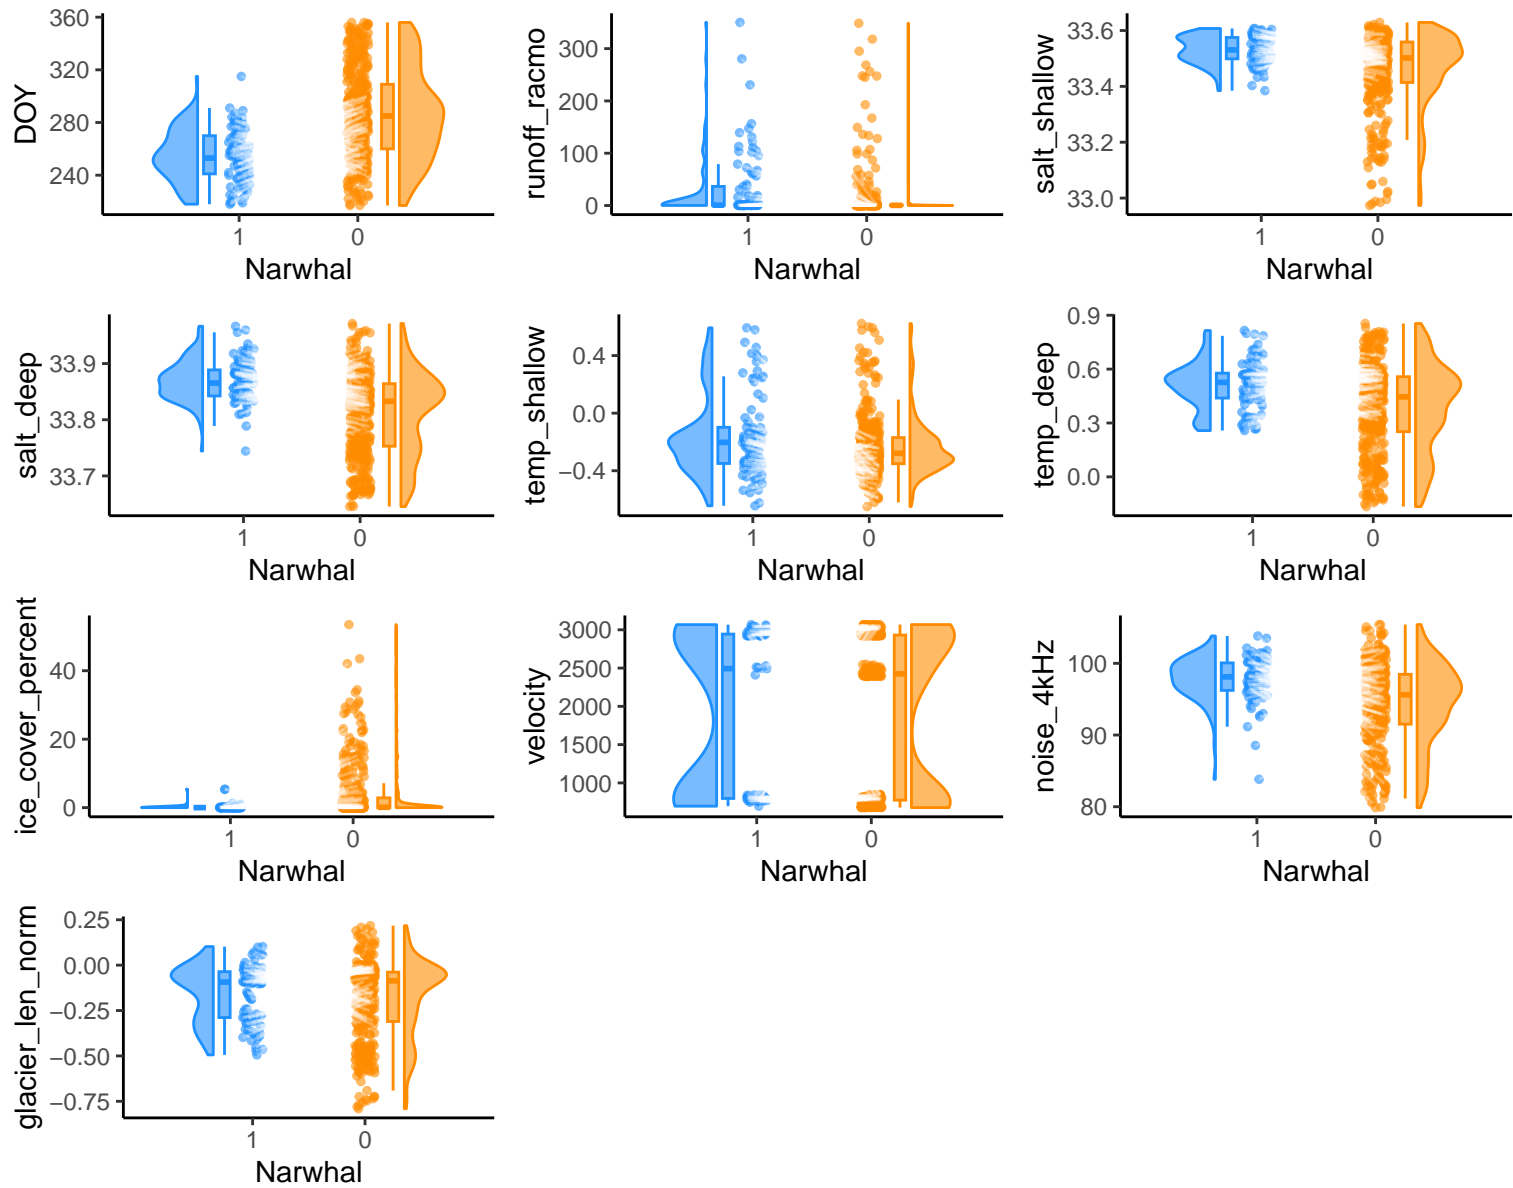 DOY
360
320
280
240
1 0
Narwhal
runoff_racmo
300
200
100
0
1 0
Narwhal
salt_shallow
33.6
33.4
33.2
33.0
1 0
Narwhal
salt_deep
33.9
33.8
33.7
1 0
Narwhal
temp_shallow
0.4
0.0
−0.4
1 0
Narwhal
temp_deep
0.9
0.6
0.3
0.0
1 0
Narwhal
ice_cover_percent
40
20
0
1 0
Narwhal
velocity
3000
2500
2000
1500
1000
1 0
Narwhal
noise_4kHz
100
90
80
1 0
Narwhal
glacier_len_norm
0.25
0.00
−0.25
−0.50
−0.75
1 0
Narwhal